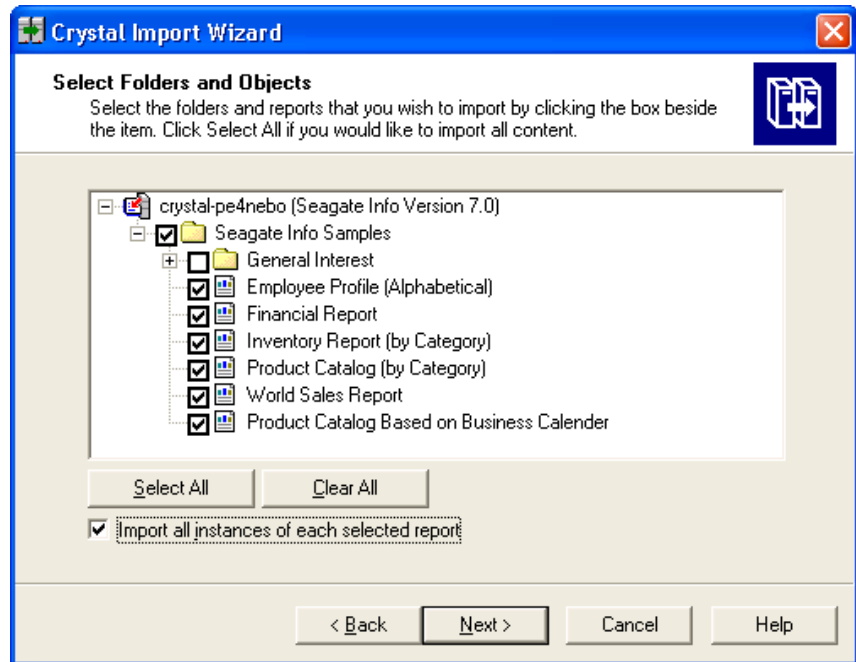 Crystal Import Wizard
Select Folders and Objects
Select the folders and reports that you wish to import by clicking the box beside
the item. Click Select All if you would like to import all content.
crystal-pe4nebo (Seagate Info Version 7.0)
Seagate Info Samples
General Interest
Employee Profile (Alphabetical)
Financial Report
Inventory Report (by Category)
Product Catalog (by Category)
World Sales Report
Product Catalog Based on Business Calender
Select All Clear All
Import all instances of each selected report
< Back Next > Cancel Help